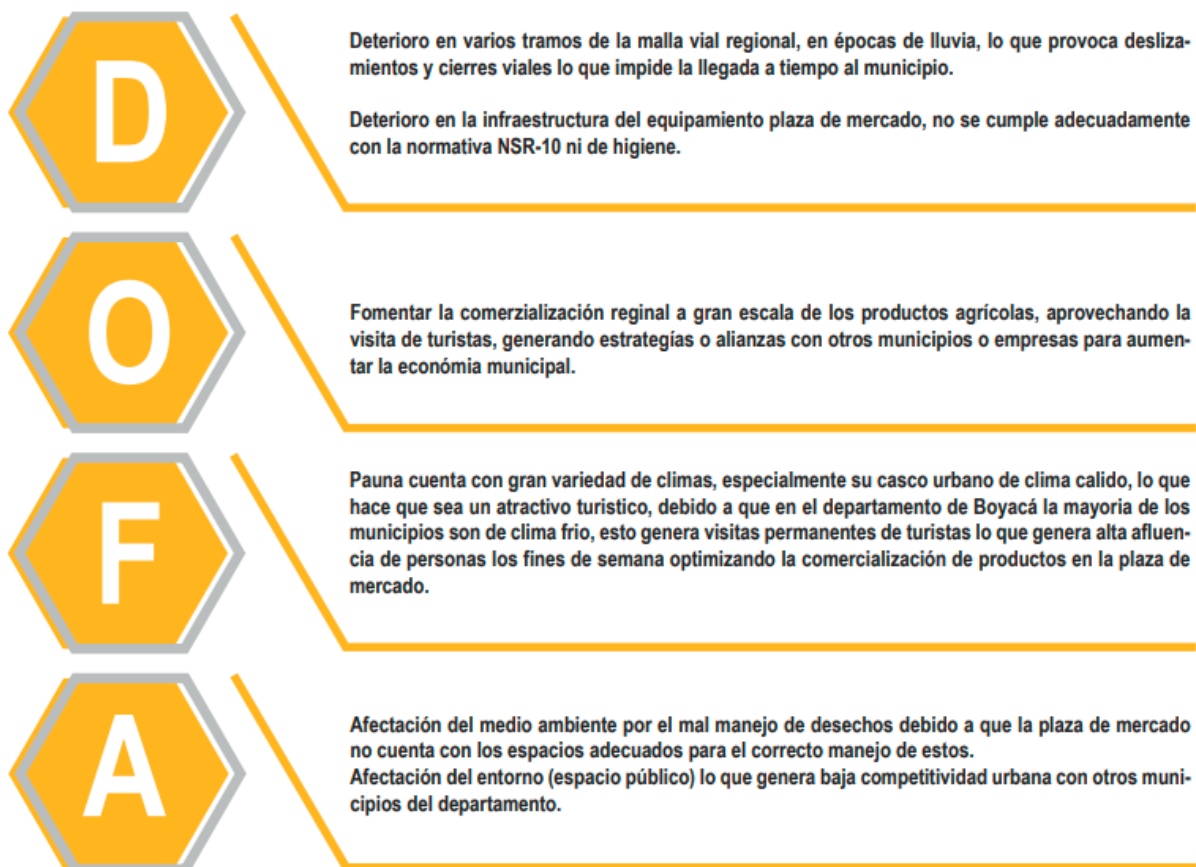 D
Deterioro en varios tramos de la malla vial regional, en épocas de lluvia, lo que provoca desliza-
mientos y cierres viales lo que impide la llegada a tiempo al municipio.
Deterioro en la infraestructura del equipamiento plaza de mercado, no se cumple adecuadamente
con la normativa NSR-10 ni de higiene.
O
Fomentar la comerzialización reginal a gran escala de los productos agrícolas, aprovechando la
visita de turistas, generando estrategías o alianzas con otros municipios o empresas para aumen-
tar la económia municipal.
F
Pauna cuenta con gran variedad de climas, especialmente su casco urbano de clima calido, lo que
hace que sea un atractivo turistico, debido a que en el departamento de Boyacá la mayoria de los
municipios son de clima frio, esto genera visitas permanentes de turistas lo que genera alta afluen-
cia de personas los fines de semana optimizando la comercialización de productos en la plaza de
mercado.
A
Afectación del medio ambiente por el mal manejo de desechos debido a que la plaza de mercado
no cuenta con los espacios adecuados para el correcto manejo de estos.
Afectación del entorno (espacio público) lo que genera baja competitividad urbana con otros muni-
cipios del departamento.